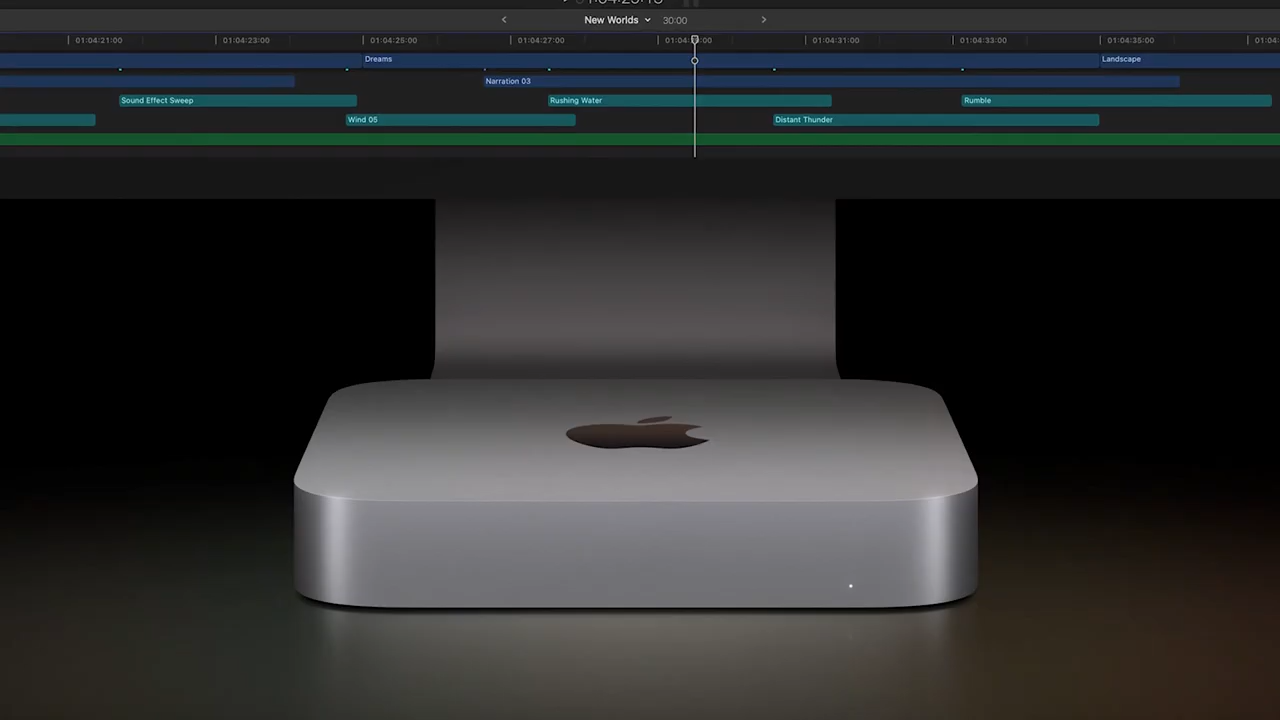 New Worlds 30:00
01:04:21:00 01:04:23:00 01:04:25:00 01:04:27:00 01:04:31:00 01:04:33:00 01:04:35:00
Dreams Landscape
Narration 03
Sound Effect Sweep Rushing Water Rumble
Wind 05 Distant Thunder